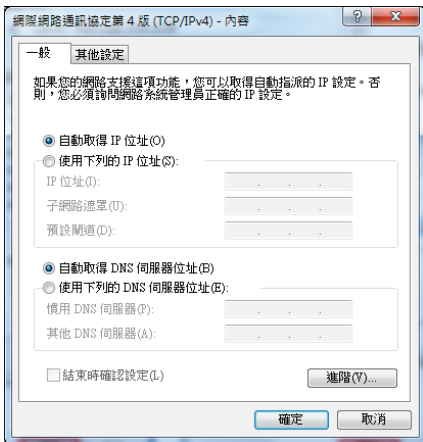 網際網路通訊協定第 4 版 (TCP/IPv4) - 內容
一般
其他設定
如果您的網路支援這項功能，您可以取得自動指派的 IP 設定。否
則，您必須詢問網路系統管理員正確的 IP 設定。
自動取得 IP 位址(O)
使用下列的 IP 位址(S):
IP 位址(I):
子網路遮罩(U):
預設閘道(D):
自動取得 DNS 伺服器位址(B)
使用下列的 DNS 伺服器位址(E):
慣用 DNS 伺服器(P):
其他 DNS 伺服器(A):
結束時確認設定(L)
進階(V)...
確定
取消